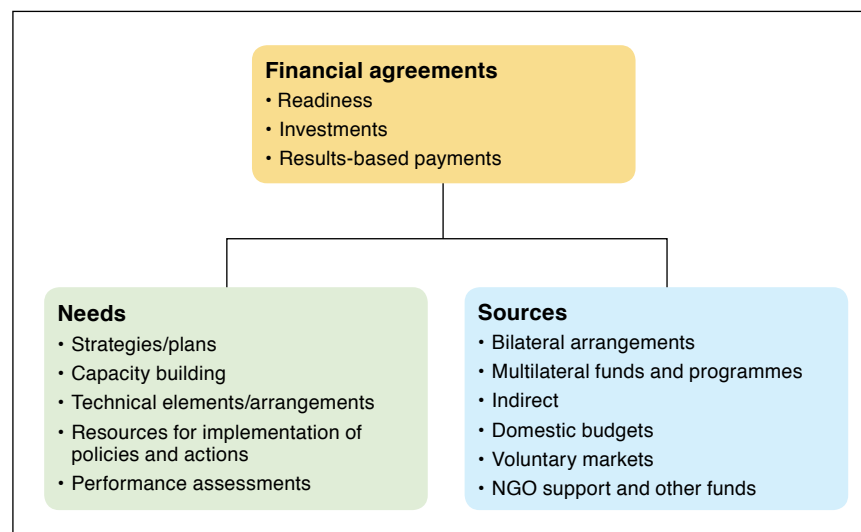 Financial agreements
• Readiness
• Investments
• Results-based payments
Needs
• Strategies/plans
• Capacity building
• Technical elements/arrangements
• Resources for implementation of
policies and actions
• Performance assessments
Sources
• Bilateral arrangements
• Multilateral funds and programmes
• Indirect
• Domestic budgets
• Voluntary markets
• NGO support and other funds